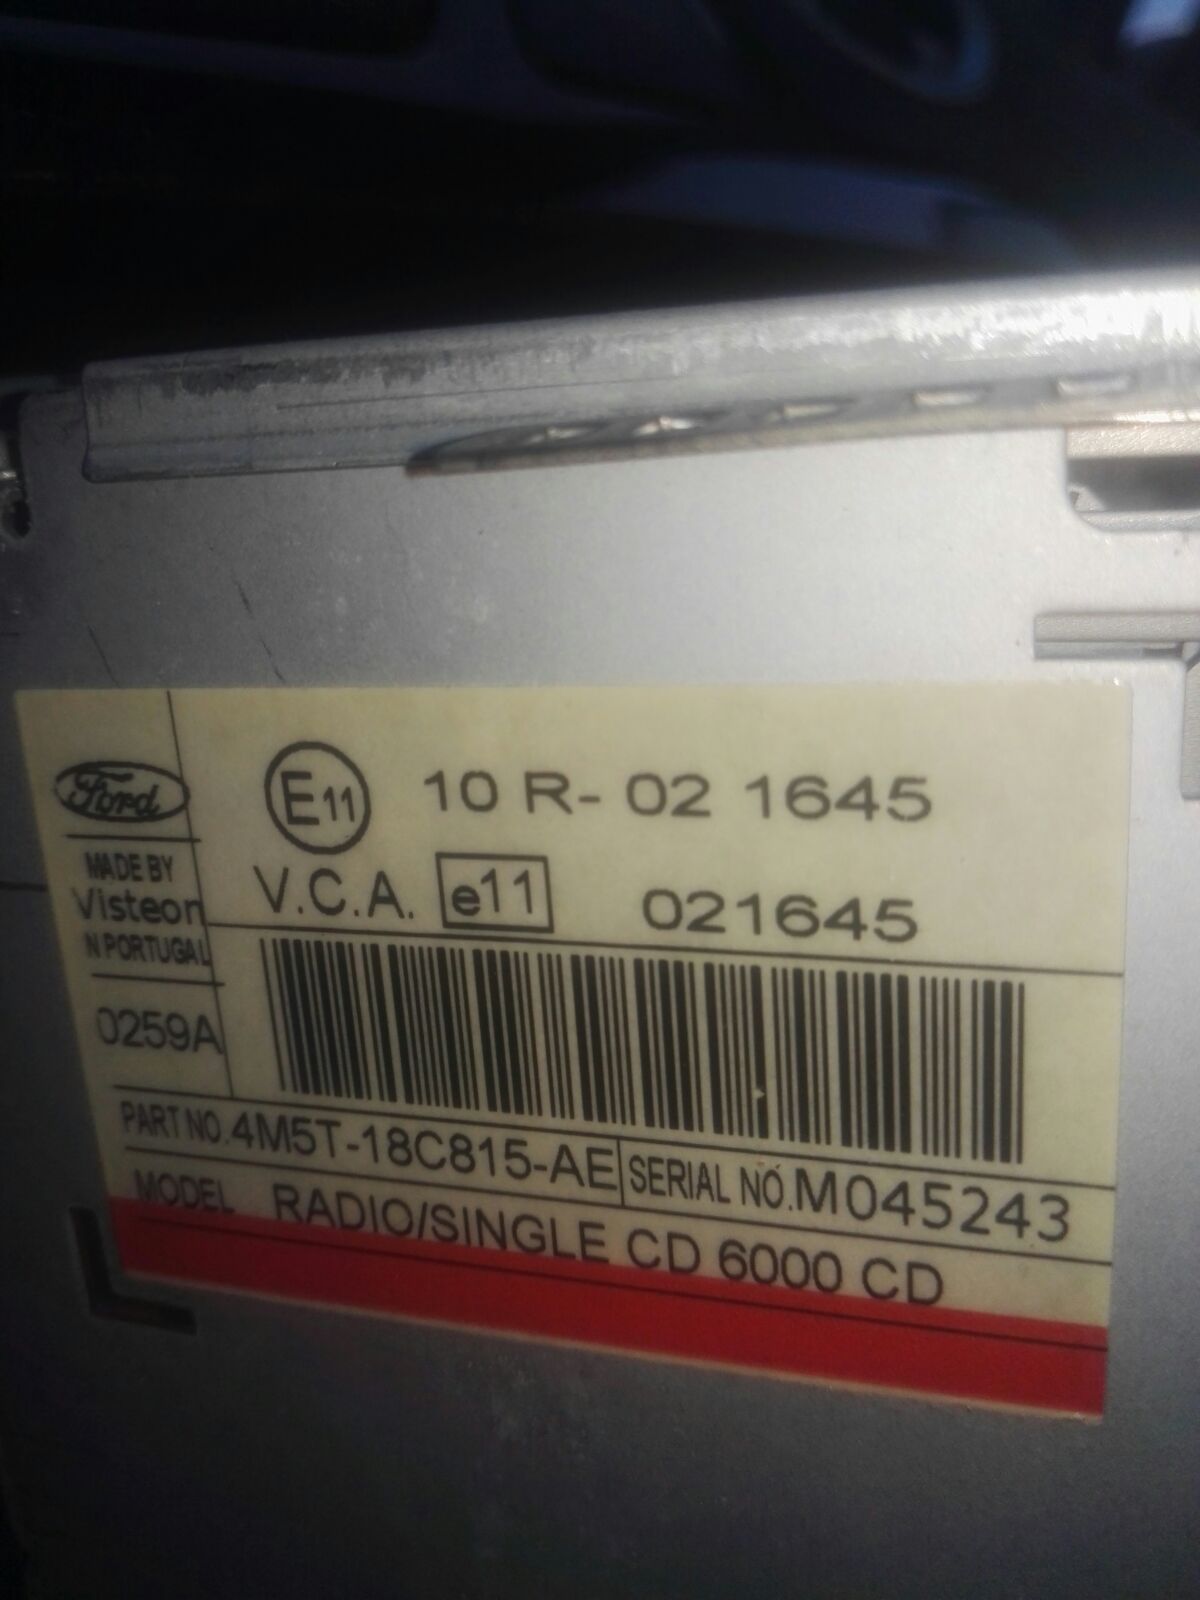 Ford
E11 10 R- 02 1645
MADE BY
Visteon
N PORTUGAL
V.C.A. e11 021645
0259A
PART NO. 4M5T-18C815-AE SERIAL NO. M045243
MODEL RADIO/SINGLE CD 6000 CD